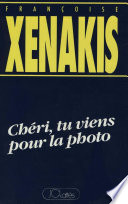 FRANÇOISE
XENAKIS
Chéri, tu viens
pour la photo